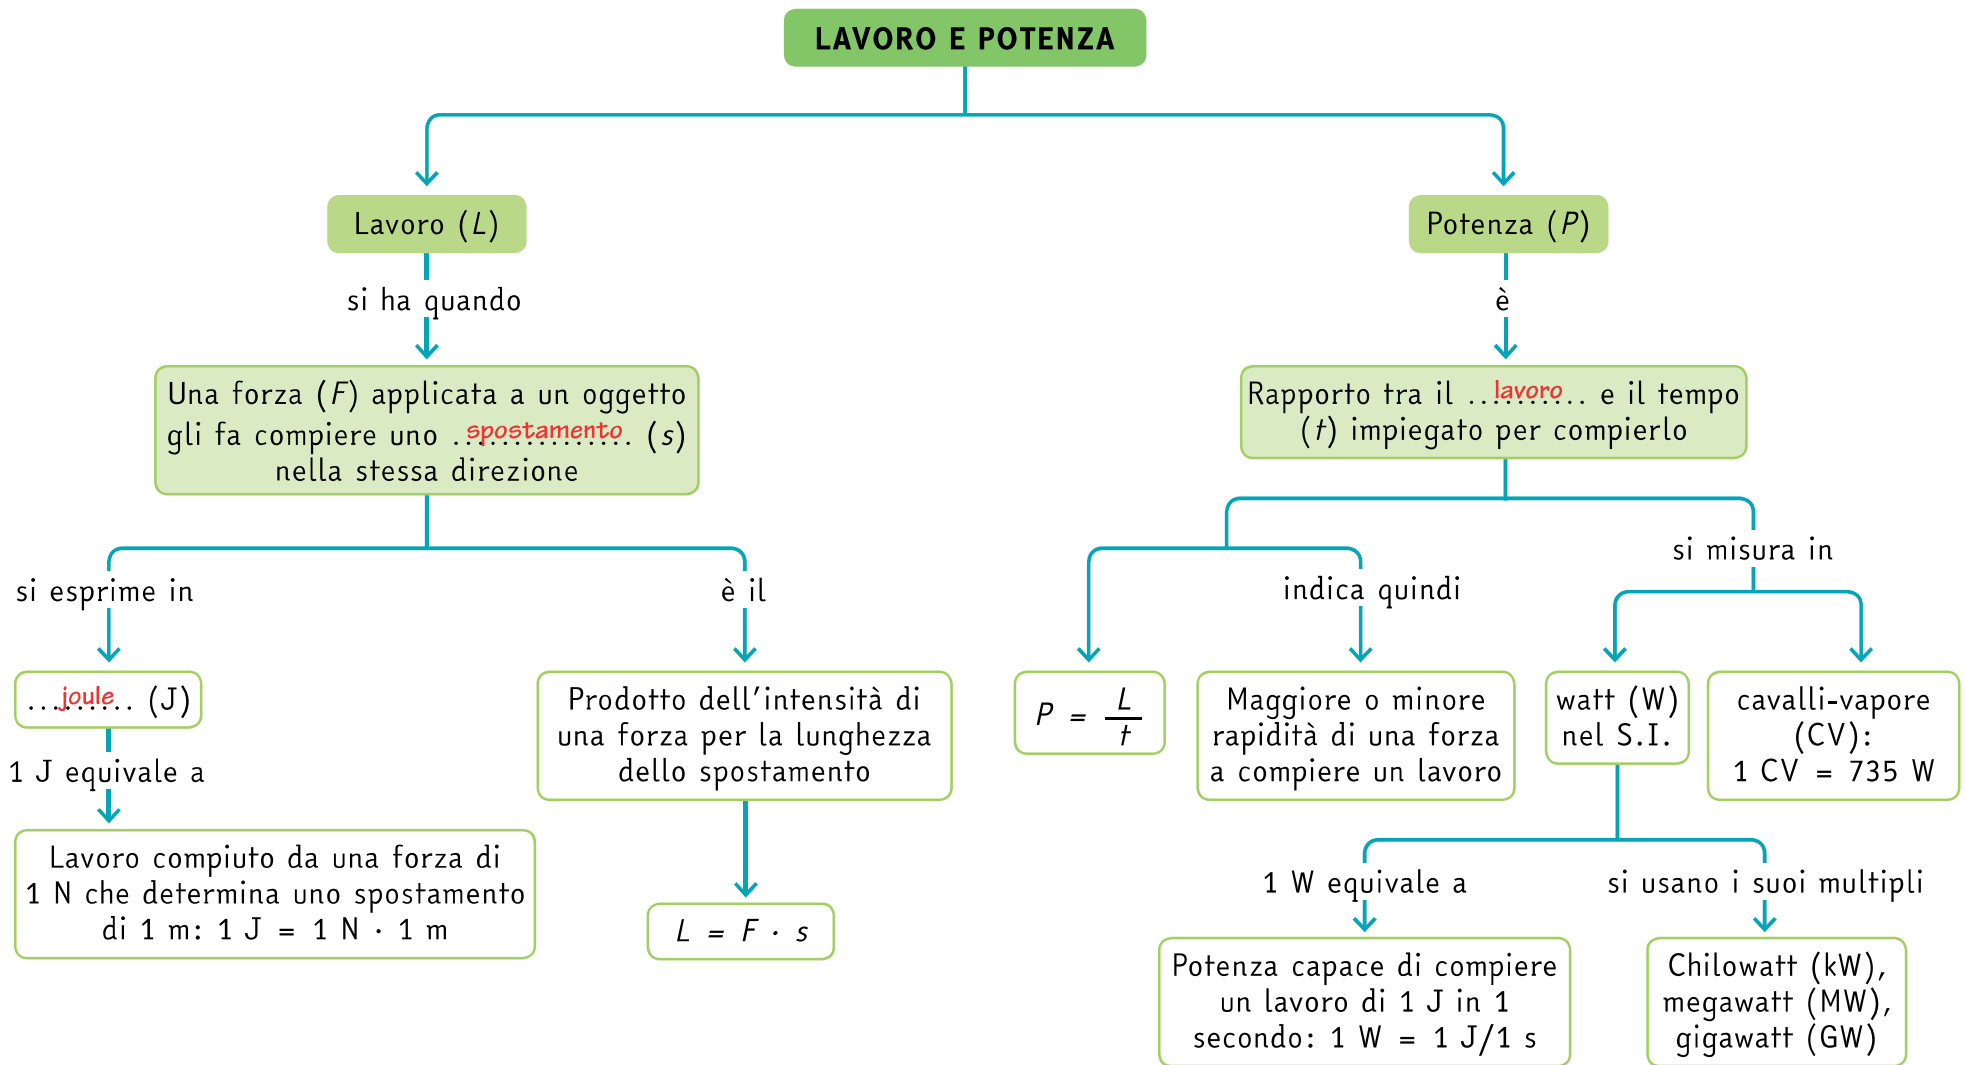 LAVORO E POTENZA
Lavoro (L)
si ha quando
Una forza (F) applicata a un oggetto
gli fa compiere uno ...spostamento... (s)
nella stessa direzione
si esprime in
...joule... (J)
1 J equivale a
Lavoro compiuto da una forza di
1 N che determina uno spostamento
di 1 m: 1 J = 1 N · 1 m
è il
Prodotto dell'intensità di
una forza per la lunghezza
dello spostamento
L = F · s
Potenza (P)
è
Rapporto tra il ...lavoro... e il tempo
(t) impiegato per compierlo
P = L/t
indica quindi
Maggiore o minore
rapidità di una forza
a compiere un lavoro
si misura in
watt (W)
nel S.I.
cavalli-vapore
(CV):
1 CV = 735 W
1 W equivale a
Potenza capace di compiere
un lavoro di 1 J in 1
secondo: 1 W = 1 J/1 s
si usano i suoi multipli
Chilowatt (kW),
megawatt (MW),
gigawatt (GW)